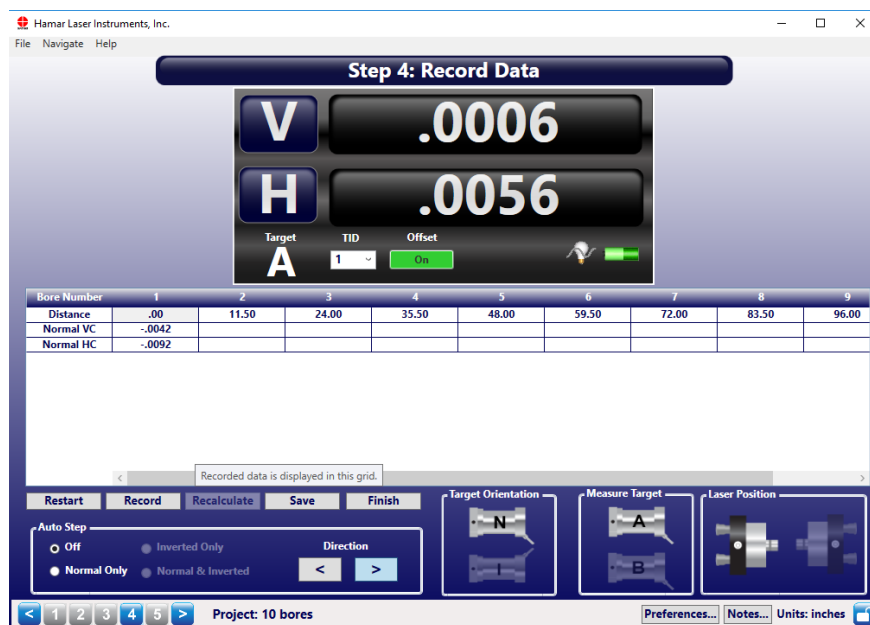 Hamar Laser Instruments, Inc.
File Navigate Help
Step 4: Record Data
V .0006
H .0056
Target TID Offset
A 1 On
Bore Number 1 2 3 4 5 6 7 8 9
Distance .00 11.50 24.00 35.50 48.00 59.50 72.00 83.50 96.00
Normal VC -.0042
Normal HC -.0092
Recorded data is displayed in this grid.
Restart Record Recalculate Save Finish
Target Orientation Measure Target Laser Position
N A
Auto Step
Off Inverted Only Direction
Normal Only Normal & Inverted < >
I B
< 1 2 3 4 5 > Project: 10 bores Preferences... Notes... Units: inches